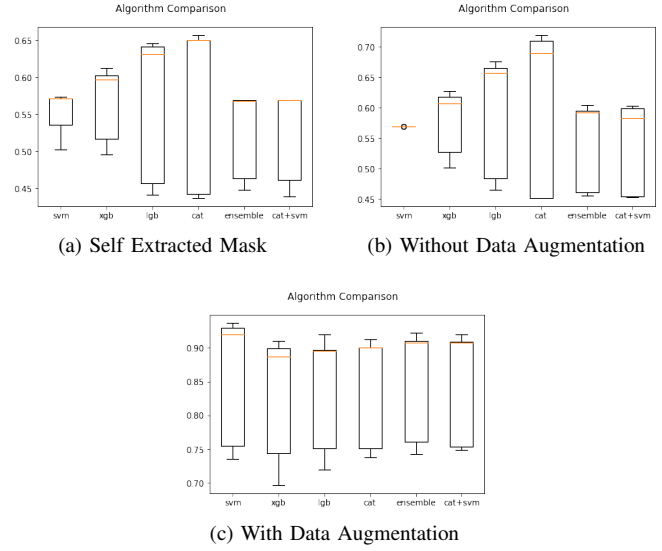 Algorithm Comparison
0.65
0.60
0.55
0.50
0.45
svm xgb lgb cat ensemble cat+svm
(a) Self Extracted Mask
Algorithm Comparison
0.70
0.65
0.60
0.55
0.50
0.45
svm xgb lgb cat ensemble cat+svm
(b) Without Data Augmentation
Algorithm Comparison
0.90
0.85
0.80
0.75
0.70
svm xgb lgb cat ensemble cat+svm
(c) With Data Augmentation